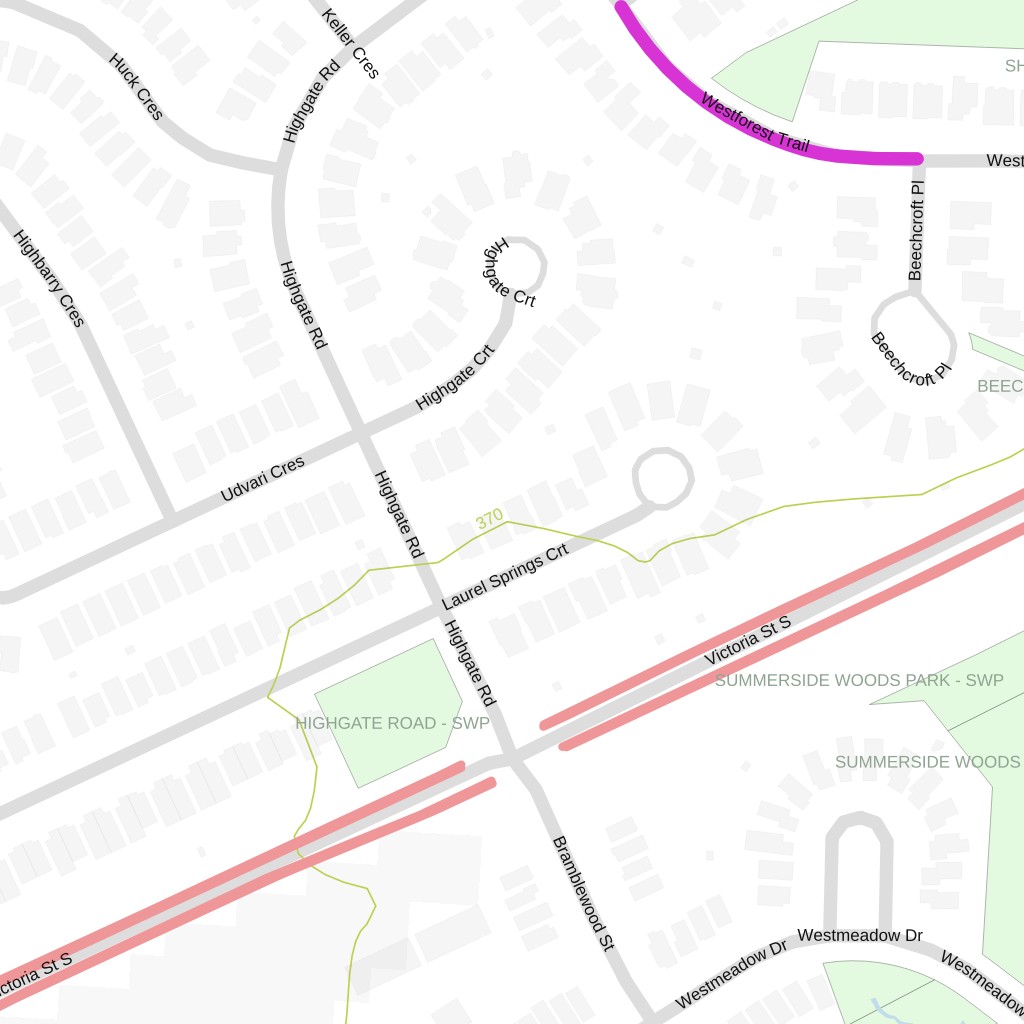 Keller Cres
Huck Cres
Highgate Rd
SH
Westforest Trail
West
Beechcroft Pl
Highbarry Cres
Highgate Rd
Highgate Crt
Highgate Crt
Beechcroft Pl
BEEC
Udvari Cres
Highgate Rd
370
Laurel Springs Crt
Highgate Rd
Victoria St S
SUMMERSIDE WOODS PARK - SWP
HIGHGATE ROAD - SWP
SUMMERSIDE WOODS
Bramblewood St
Westmeadow Dr
Westmeadow Dr
Westmeadow
ctoria St S